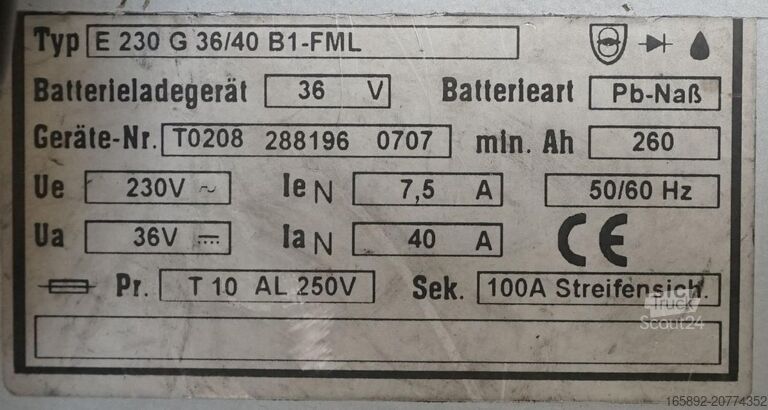 Typ E 230 G 36/40 B1-FML
Batterieladegerät 36 V Batterieart Pb-Naß
Geräte-Nr. T0208 288196 0707 min. Ah 260
Ue 230V ~ Ie N 7,5 A 50/60 Hz
Ua 36V ⎓ Ia N 40 A CE
Pr. T 10 AL 250V Sek. 100A Streifensich.
Truck
Scout24
165892-20774352